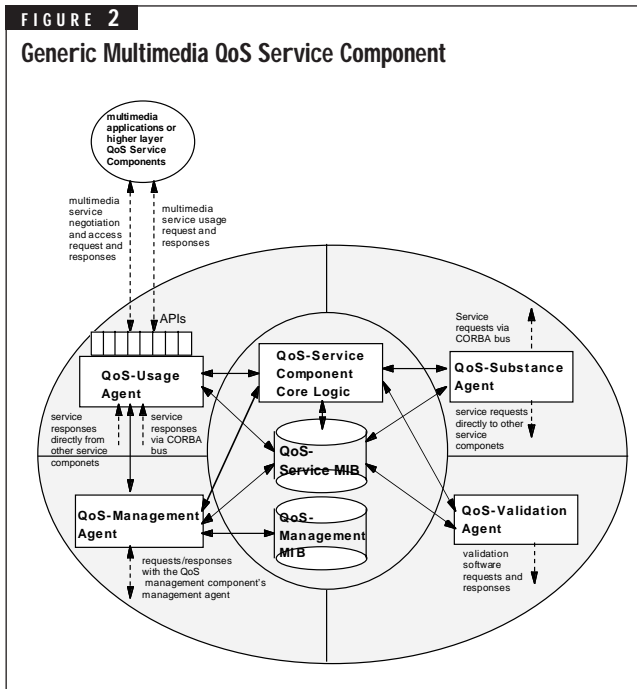 FIGURE 2
Generic Multimedia QoS Service Component
multimedia
applications or
higher layer
QoS Service
Components
multimedia
service
negotiation
and access
request and
responses
multimedia
service usage
request and
responses
APIs
QoS-Usage
Agent
QoS-Service
Component
Core Logic
Service
requests via
CORBA bus
QoS-Substance
Agent
service
responses
directly from
other service
componets
service
responses
via CORBA
bus
service requests
directly to other
service
componets
QoS-
Service MIB
QoS-Management
Agent
QoS-
Management
MIB
QoS-Validation
Agent
requests/responses
with the QoS
management component's
management agent
validation
software
requests and
responses